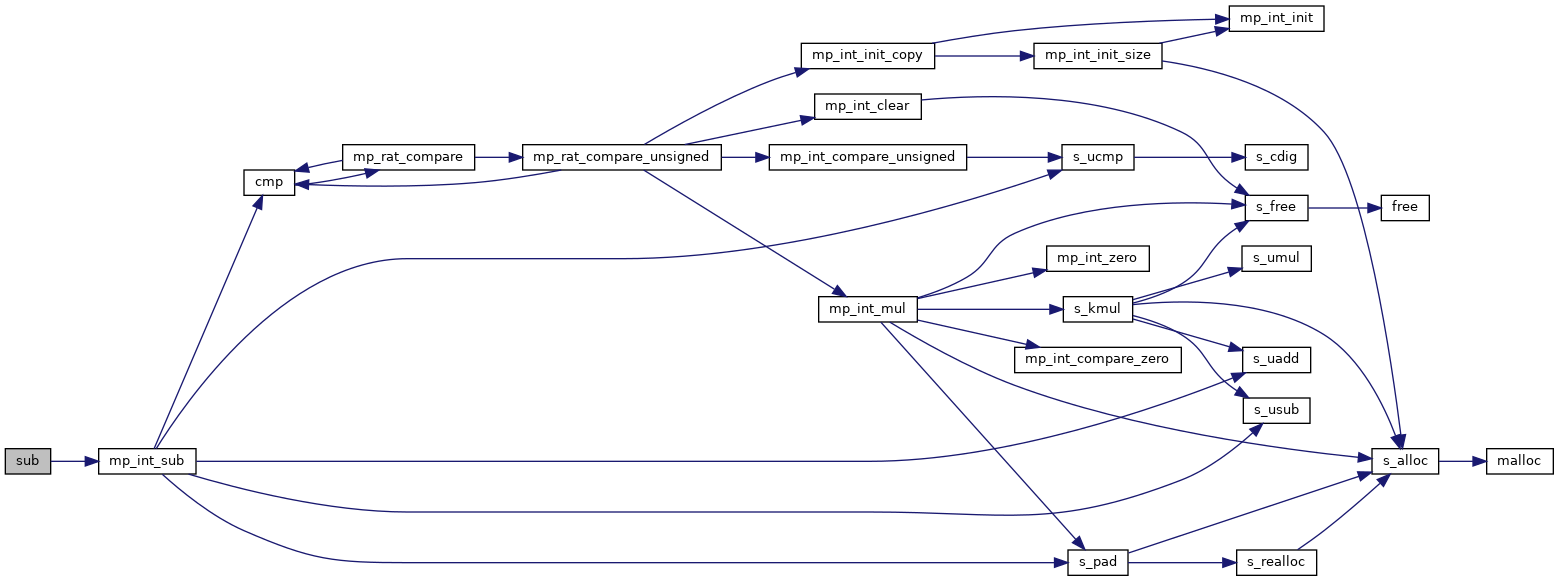 mp_int_init
mp_int_init_copy
mp_int_init_size
mp_int_clear
mp_rat_compare
mp_rat_compare_unsigned
mp_int_compare_unsigned
s_ucmp
s_cdig
cmp
s_free
free
mp_int_zero
s_umul
mp_int_mul
s_kmul
mp_int_compare_zero
s_uadd
s_usub
sub
mp_int_sub
s_alloc
malloc
s_pad
s_realloc